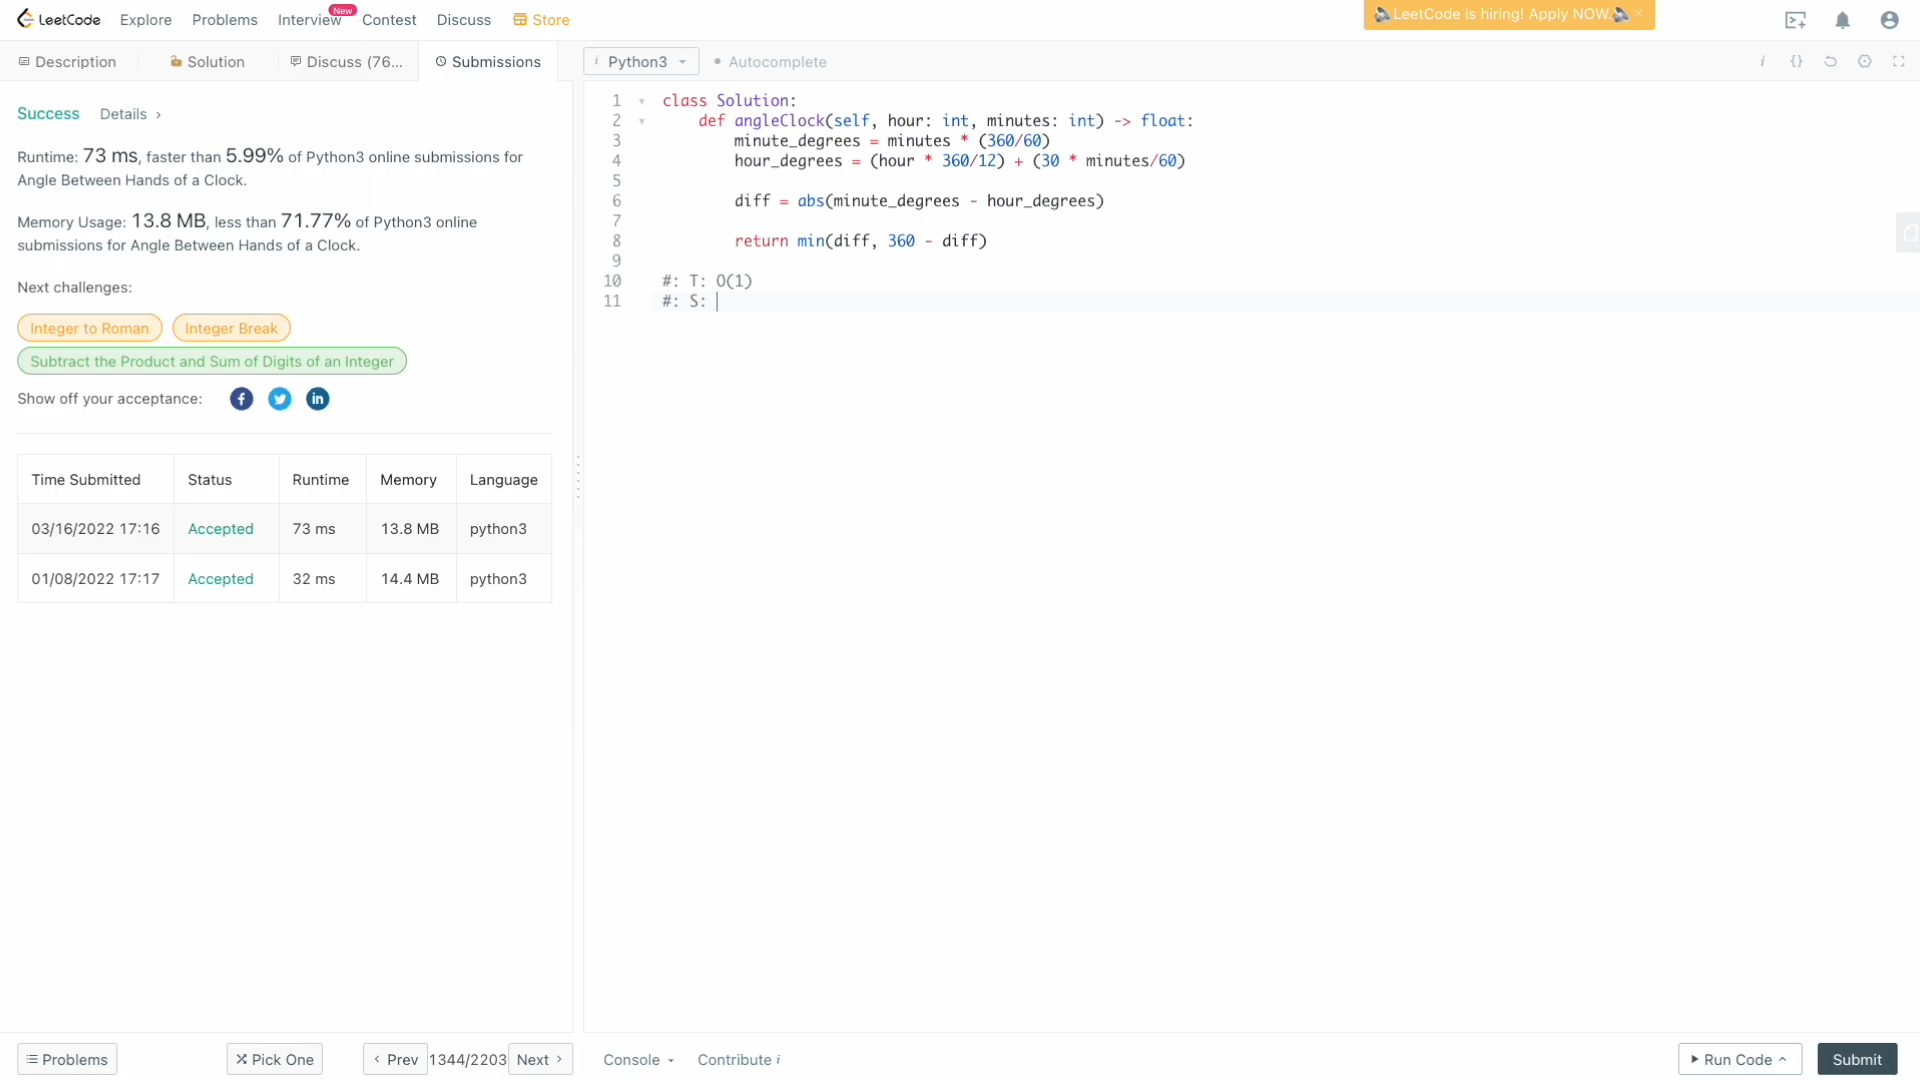 LeetCode Explore Problems Interview New Contest Discuss Store
LeetCode is hiring! Apply NOW. ×
Description Solution Discuss (76... Submissions
i Python3 Autocomplete i {}
Success Details ›
Runtime: 73 ms, faster than 5.99% of Python3 online submissions for
Angle Between Hands of a Clock.
Memory Usage: 13.8 MB, less than 71.77% of Python3 online
submissions for Angle Between Hands of a Clock.
Next challenges:
Integer to Roman Integer Break
Subtract the Product and Sum of Digits of an Integer
Show off your acceptance: f in
Time Submitted Status Runtime Memory Language
03/16/2022 17:16 Accepted 73 ms 13.8 MB python3
01/08/2022 17:17 Accepted 32 ms 14.4 MB python3
1 class Solution:
2 def angleClock(self, hour: int, minutes: int) -> float:
3 minute_degrees = minutes * (360/60)
4 hour_degrees = (hour * 360/12) + (30 * minutes/60)
5
6 diff = abs(minute_degrees - hour_degrees)
7
8 return min(diff, 360 - diff)
9
10 #: T: O(1)
11 #: S:
Problems Pick One ‹ Prev 1344/2203 Next ›
Console Contribute i Run Code Submit